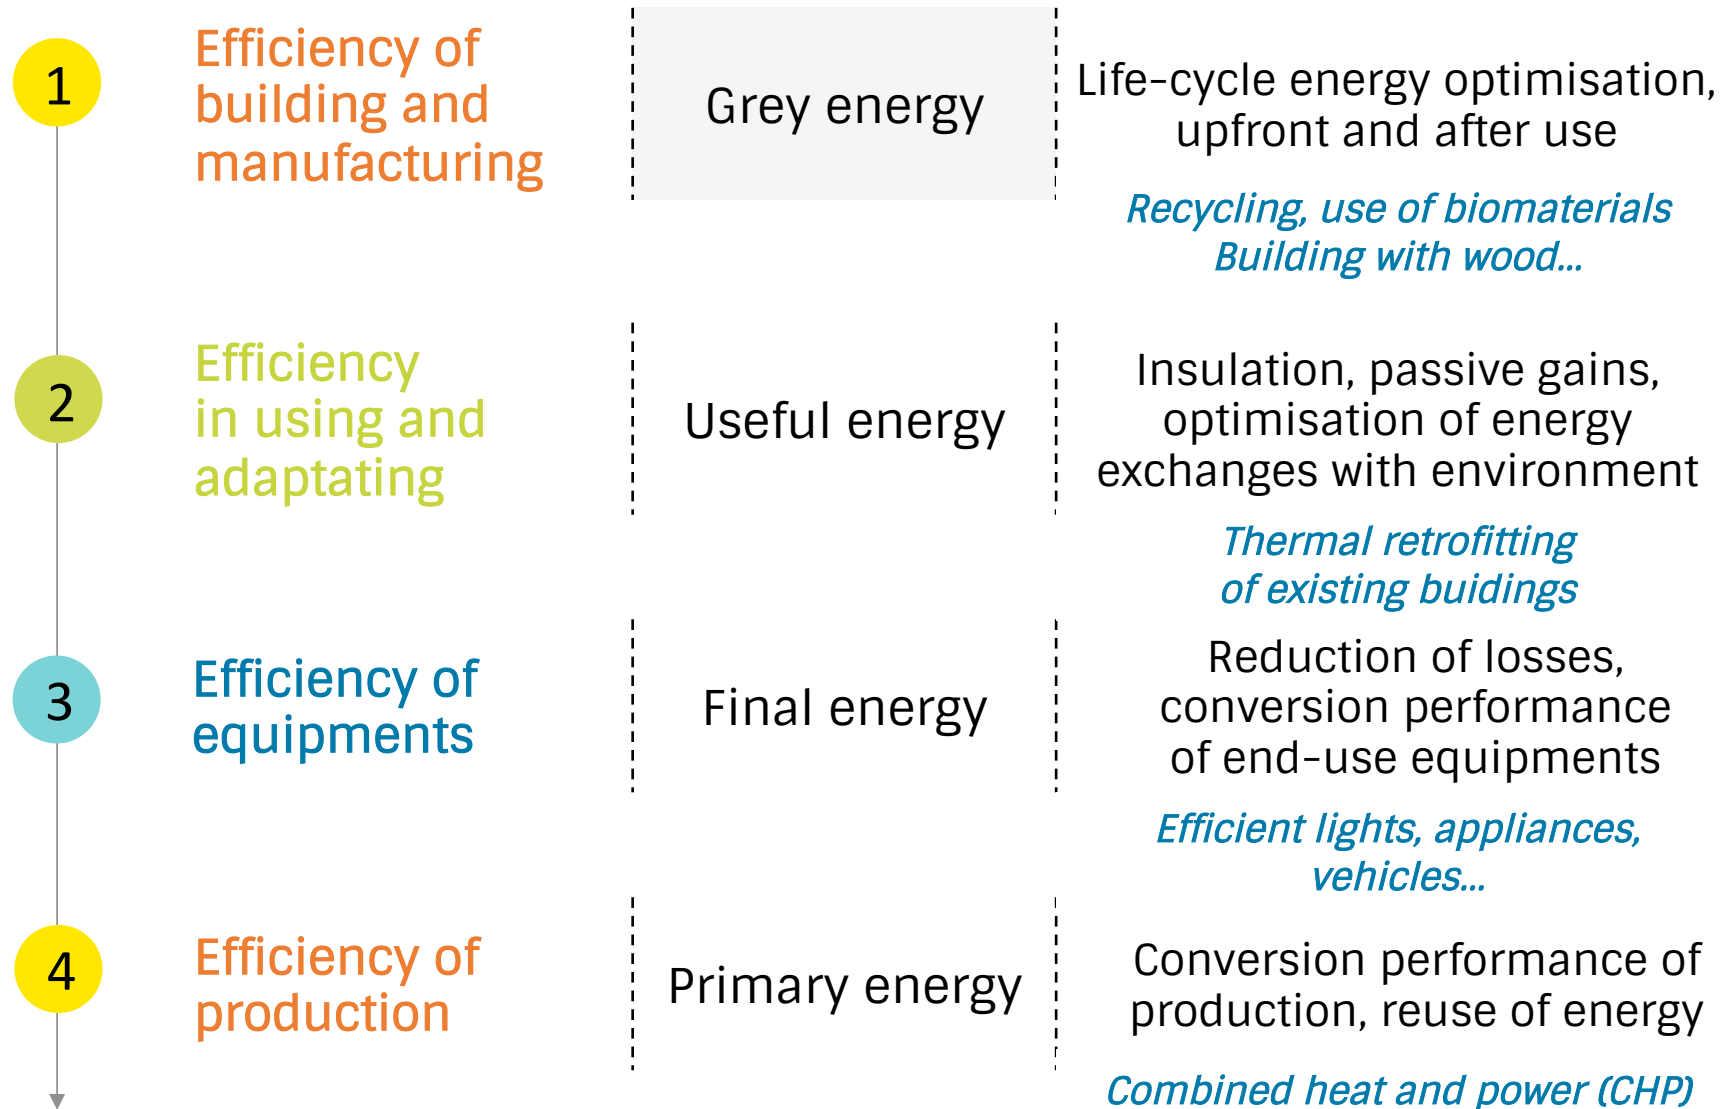 1
Efficiency of
building and
manufacturing
Grey energy
Life-cycle energy optimisation,
upfront and after use
Recycling, use of biomaterials
Building with wood...
2
Efficiency
in using and
adaptating
Useful energy
Insulation, passive gains,
optimisation of energy
exchanges with environment
Thermal retrofitting
of existing buidings
3
Efficiency of
equipments
Final energy
Reduction of losses,
conversion performance
of end-use equipments
Efficient lights, appliances,
vehicles...
4
Efficiency of
production
Primary energy
Conversion performance of
production, reuse of energy
Combined heat and power (CHP)